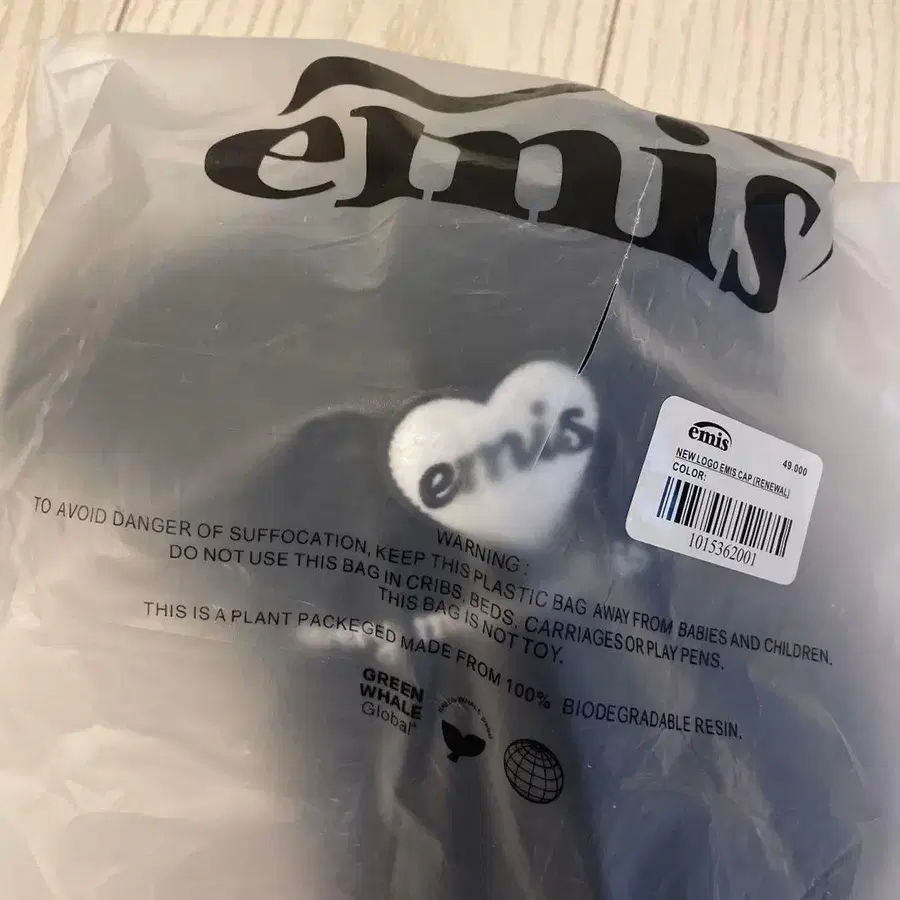 emis
emis
emis
49.000
NEW LOGO EMIS CAP (RENEWAL)
COLOR:
1015362001
WARNING :
TO AVOID DANGER OF SUFFOCATION, KEEP THIS PLASTIC BAG AWAY FROM BABIES AND CHILDREN.
DO NOT USE THIS BAG IN CRIBS, BEDS, CARRIAGES OR PLAY PENS.
THIS BAG IS NOT TOY.
THIS IS A PLANT PACKEGED MADE FROM 100% BIODEGRADABLE RESIN.
GREEN
WHALE
Global